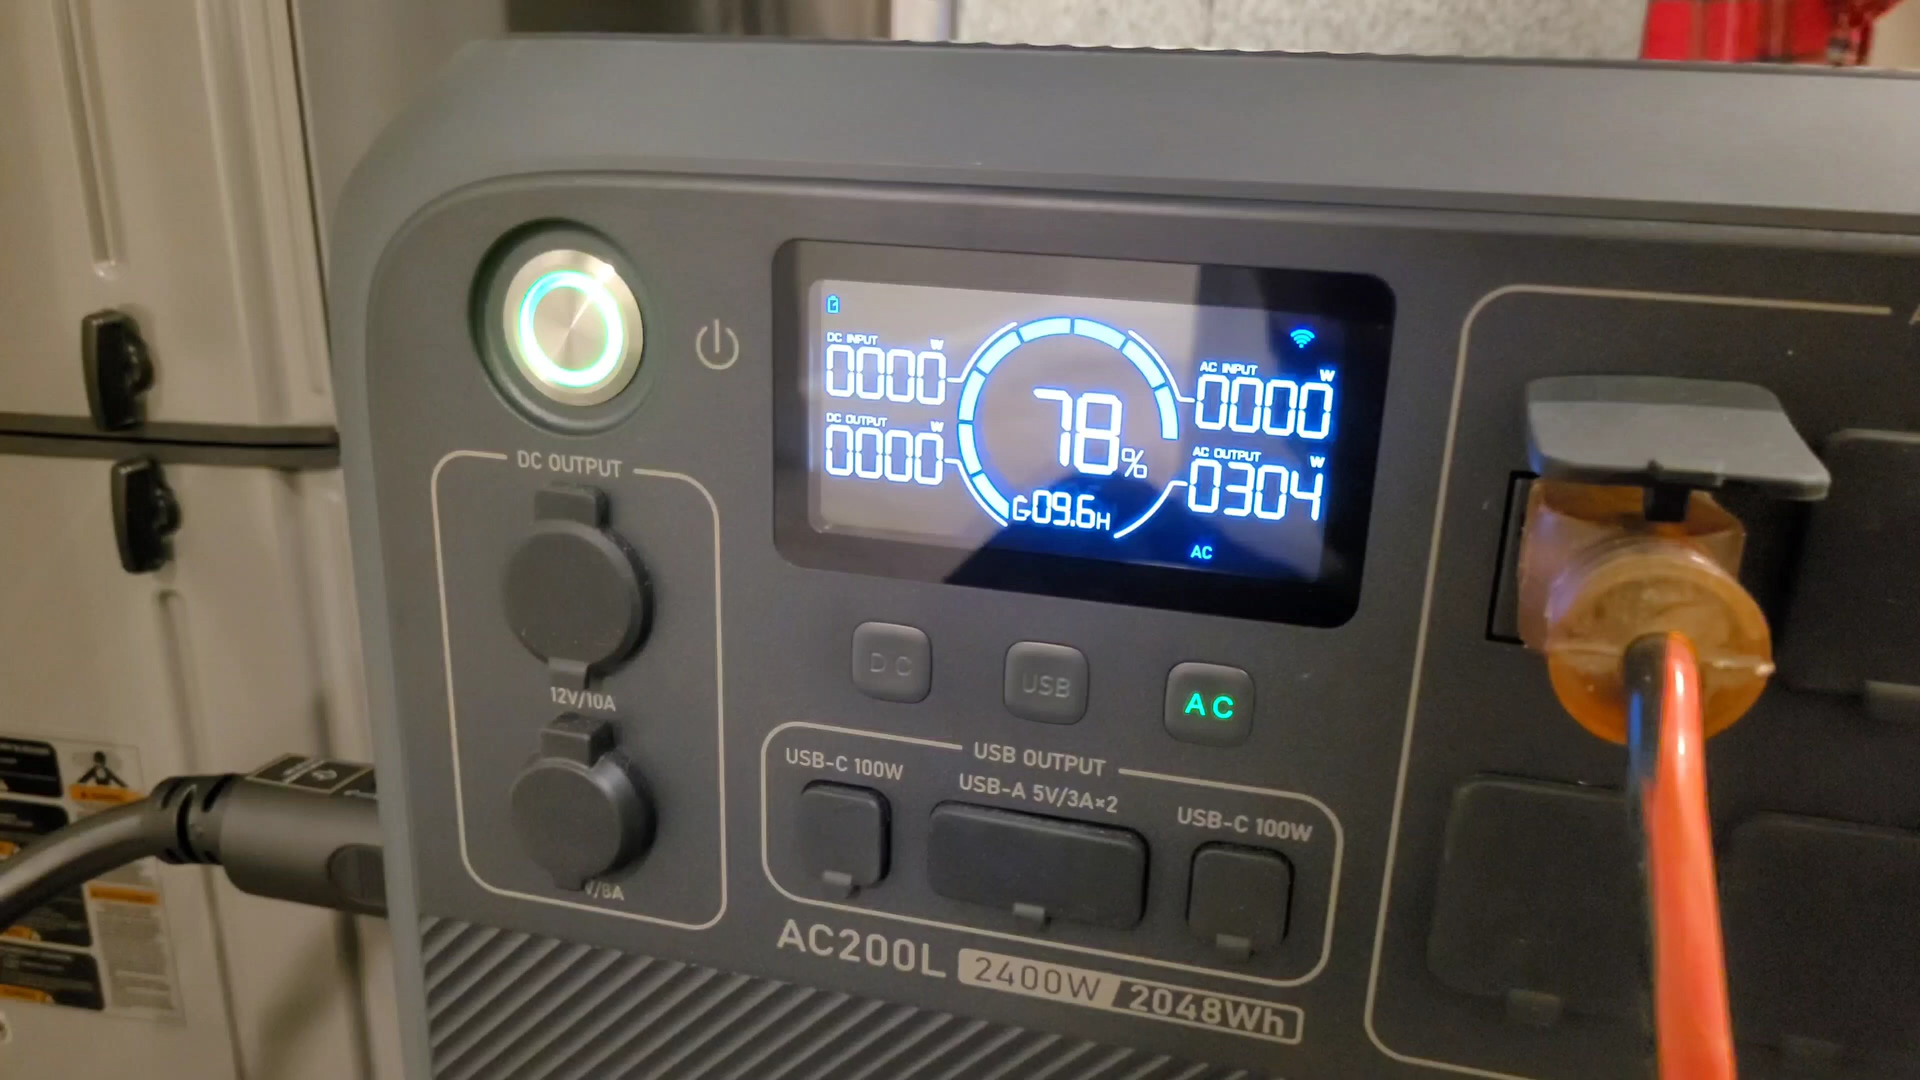 DC INPUT W
0000
DC OUTPUT W
0000
78%
09.6H
AC INPUT W
0000
AC OUTPUT W
0304
AC
DC OUTPUT
12V/10A
V/8A
DC
USB
AC
USB OUTPUT
USB-C 100W
USB-A 5V/3A×2
USB-C 100W
AC200L 2400W/2048Wh